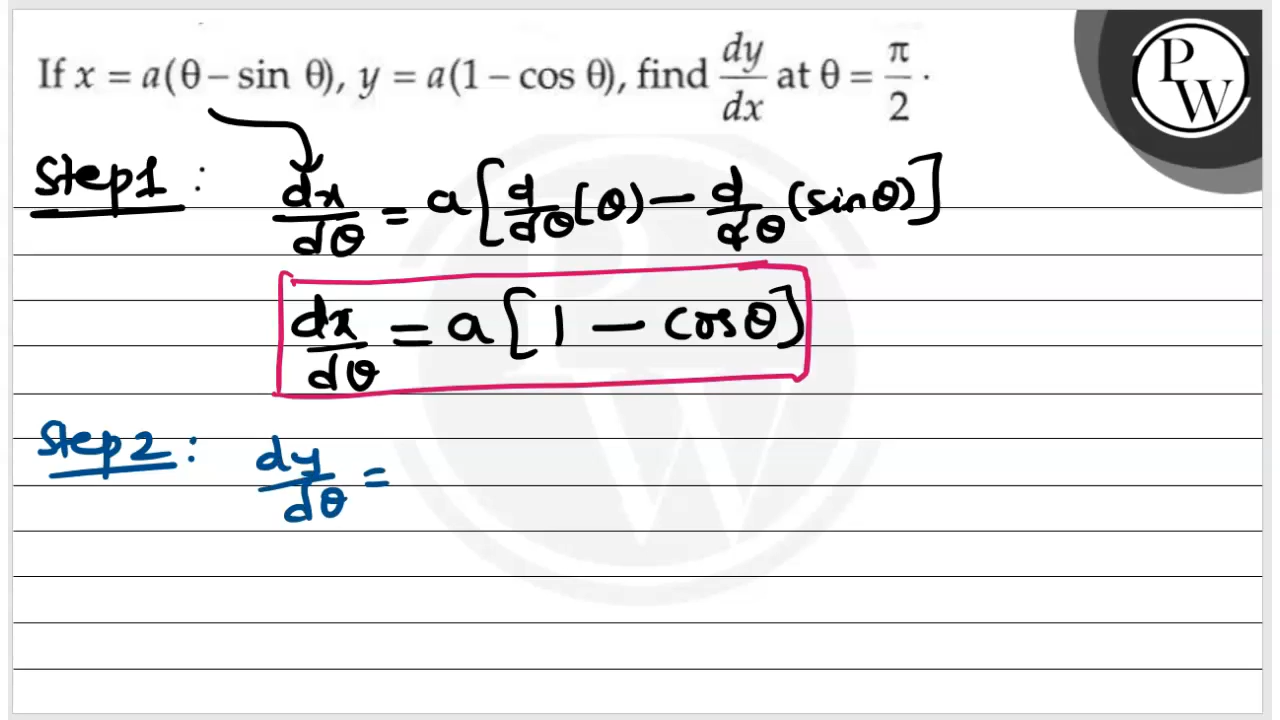 If x = a(θ – sin θ), y = a(1 – cos θ), find dy/dx at θ = π/2 .
P
W
Step1 : dx/dθ = a[d/dθ(θ) – d/dθ(sinθ)]
dx/dθ = a[1 – cosθ]
Step2 : dy/dθ =